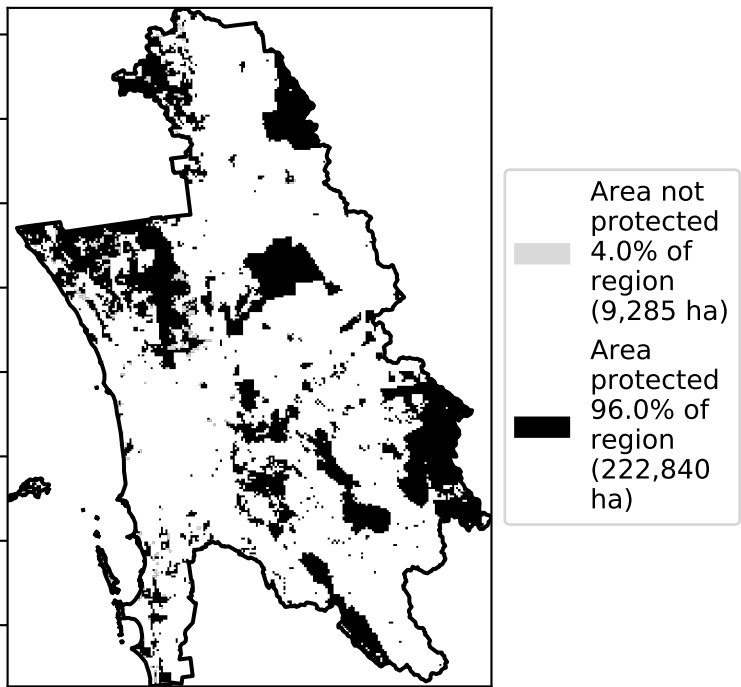 Area not
protected
4.0% of
region
(9,285 ha)
Area
protected
96.0% of
region
(222,840
ha)